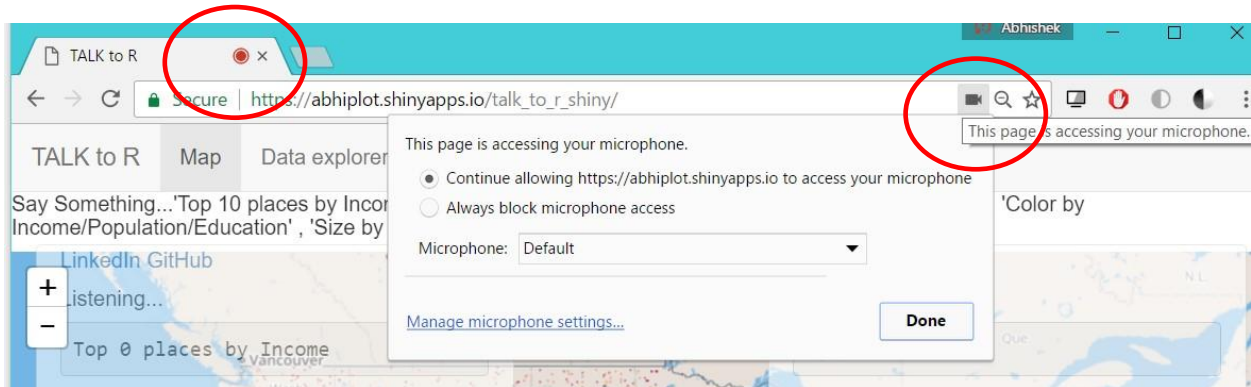 Abhishek
TALK to R
Secure | https://abhiplot.shinyapps.io/talk_to_r_shiny/
This page is accessing your microphone.
TALK to R Map Data explorer
This page is accessing your microphone.
Continue allowing https://abhiplot.shinyapps.io to access your microphone
Always block microphone access
Microphone: Default
Manage microphone settings...
Done
Say Something...'Top 10 places by Incor
'Color by
Income/Population/Education' , 'Size by
LinkedIn GitHub
Listening...
Top 0 places by Income
Vancouver
N.L.
Que